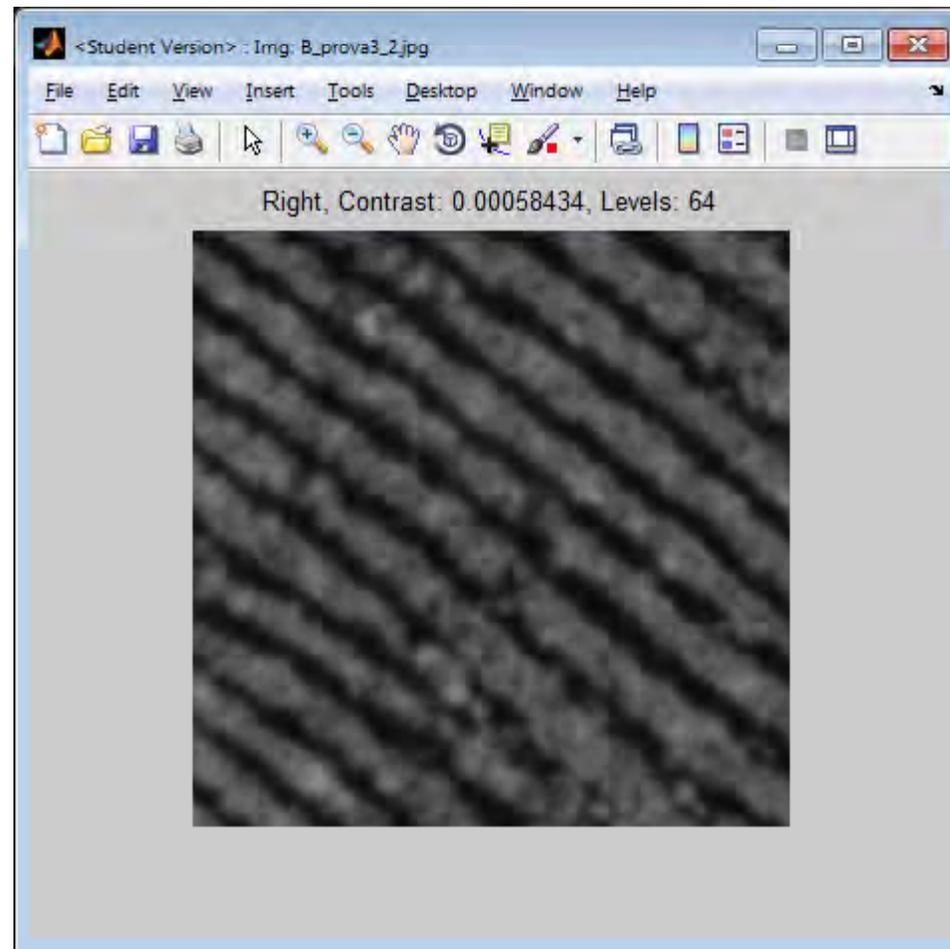 <Student Version> : Img: B_prova3_2.jpg
File Edit View Insert Tools Desktop Window Help
Right, Contrast: 0.00058434, Levels: 64